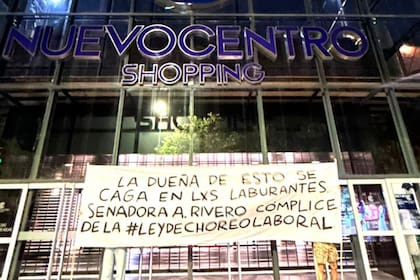 NUEVOCENTRO
SHOPPING
LA DUEÑA DE ESTO SE
CAGA EN LXS LABURANTES.
SENADORA A. RIVERO CÓMPLICE
DE LA #LEYDECHOREOLABORAL